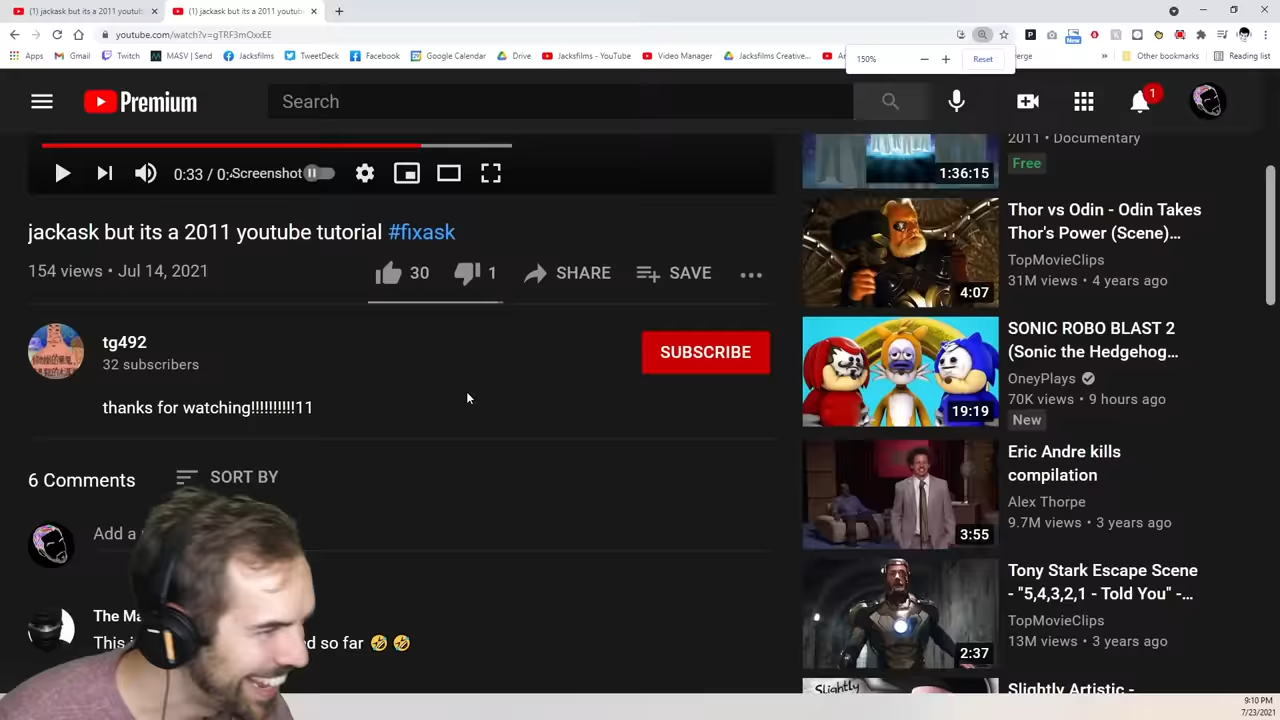 (1) jackask but its a 2011 youtub
(1) jackask but its a 2011 youtube
youtube.com/watch?v=gTRF3mOxxEE
Apps
Gmail
Twitch
MASV | Send
Jacksfilms
TweetDeck
Facebook
Google Calendar
Drive
Jacksfilms - YouTube
Video Manager
Jacksfilms Creative...
erge
Other bookmarks
Reading list
150%
Reset
Premium
Search
1
0:33 / 0:
Screenshot
jackask but its a 2011 youtube tutorial #fixask
154 views • Jul 14, 2021
30
1
SHARE
SAVE
tg492
32 subscribers
SUBSCRIBE
thanks for watching!!!!!!!!!!11
6 Comments
SORT BY
Add a
The Ma
This
d so far 🤣 🤣
2011 • Documentary
Free
1:36:15
Thor vs Odin - Odin Takes
Thor's Power (Scene)...
TopMovieClips
31M views • 4 years ago
4:07
SONIC ROBO BLAST 2
(Sonic the Hedgehog...
OneyPlays
70K views • 9 hours ago
New
19:19
Eric Andre kills
compilation
Alex Thorpe
9.7M views • 3 years ago
3:55
Tony Stark Escape Scene
- "5,4,3,2,1 - Told You" -...
TopMovieClips
13M views • 3 years ago
2:37
Slightly
Slightly Artistic -
9:10 PM
7/23/2021